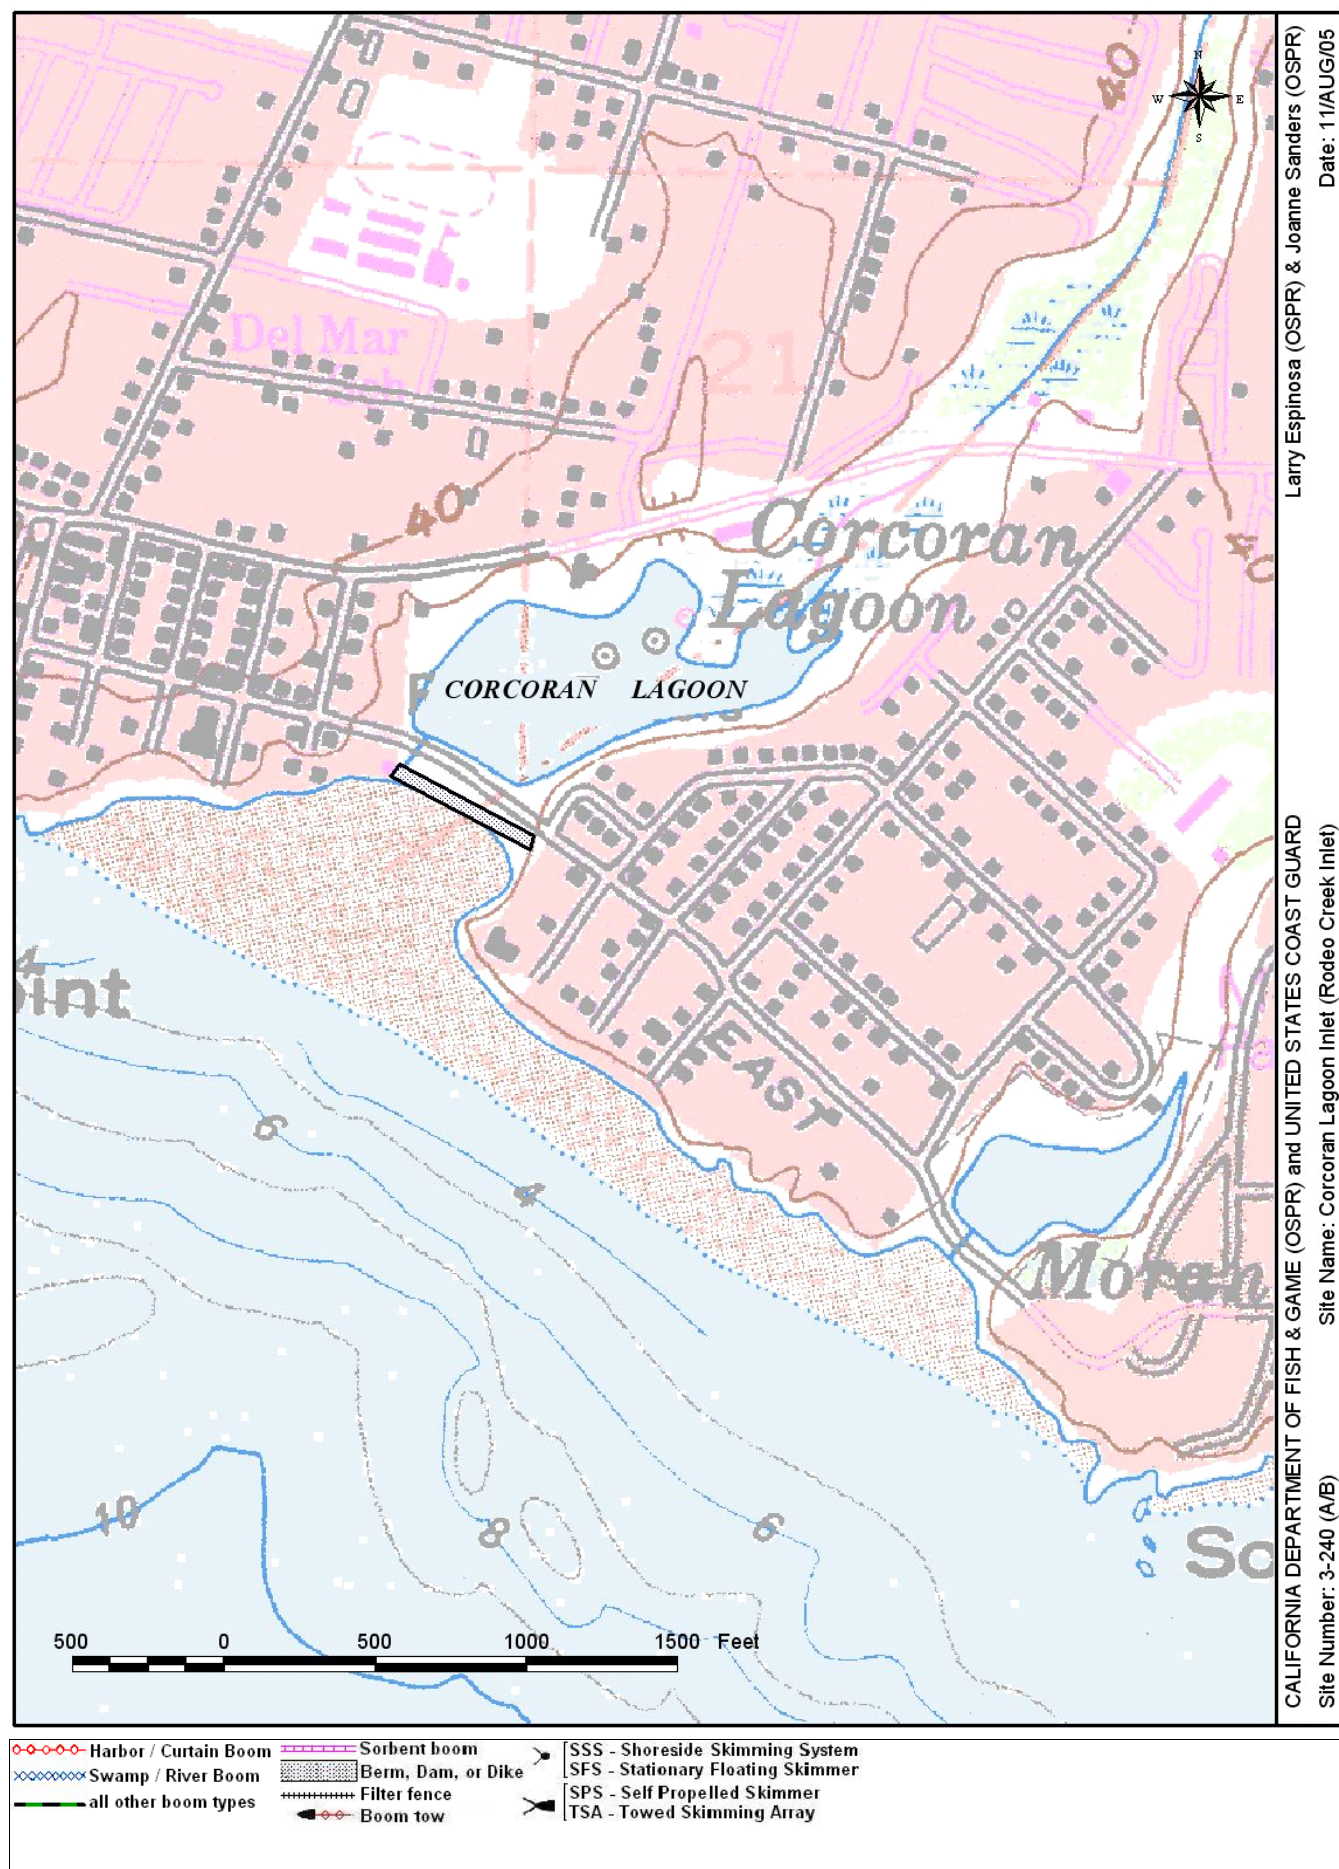 N
W E
S
40
Del Mar
21
40
40
Corcoran
Lagoon
CORCORAN LAGOON
EAST
oint
6
4
Moran
10
8
6
So
500 0 500 1000 1500 Feet
Larry Espinosa (OSPR) & Joanne Sanders (OSPR)
Date: 11/AUG/05
CALIFORNIA DEPARTMENT OF FISH & GAME (OSPR) and UNITED STATES COAST GUARD
Site Number: 3-240 (A/B)
Site Name: Corcoran Lagoon Inlet (Rodeo Creek Inlet)
Harbor / Curtain Boom
Swamp / River Boom
all other boom types
Sorbent boom
Berm, Dam, or Dike
Filter fence
Boom tow
SSS - Shoreside Skimming System
SFS - Stationary Floating Skimmer
SPS - Self Propelled Skimmer
TSA - Towed Skimming Array